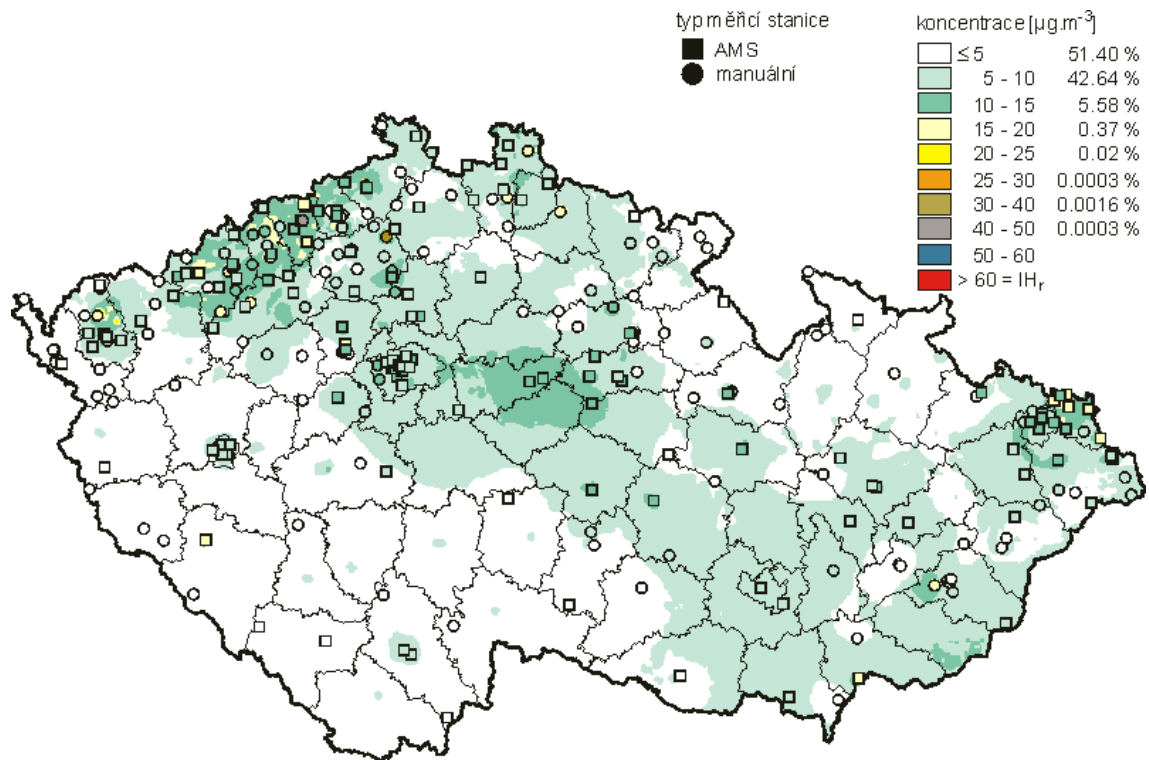 typ měřící stanice
AMS
manuální
koncentrace [µg.m⁻³]
≤ 5 51.40 %
5 - 10 42.64 %
10 - 15 5.58 %
15 - 20 0.37 %
20 - 25 0.02 %
25 - 30 0.0003 %
30 - 40 0.0016 %
40 - 50 0.0003 %
50 - 60
> 60 = IHᵣ